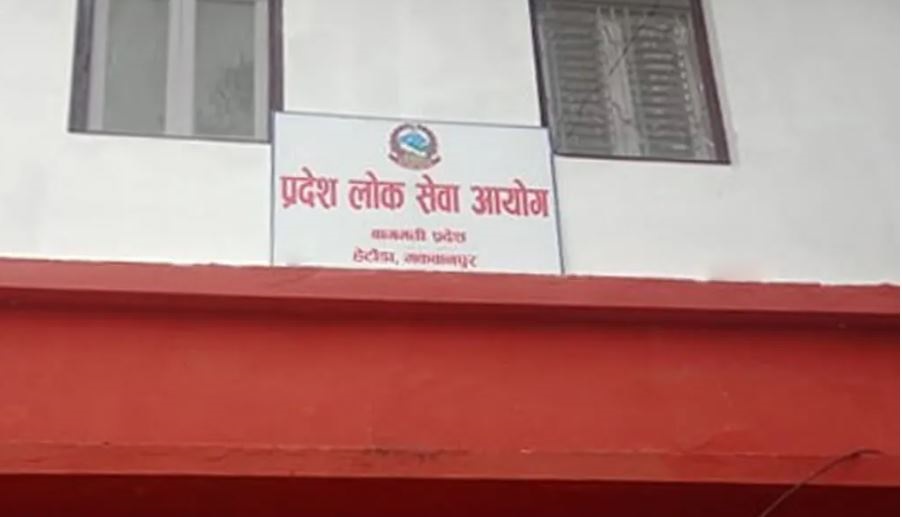 प्रदेश लोक सेवा आयोग
बागमती प्रदेश
हेटौंडा, मकवानपुर